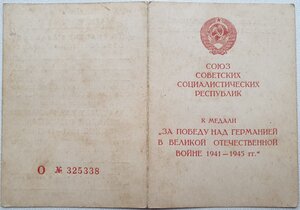 О № 325338
СОЮЗ
СОВЕТСКИХ
СОЦИАЛИСТИЧЕСКИХ
РЕСПУБЛИК
К МЕДАЛИ
„ЗА ПОБЕДУ НАД ГЕРМАНИЕЙ
В ВЕЛИКОЙ ОТЕЧЕСТВЕННОЙ
ВОЙНЕ 1941—1945 гг.“